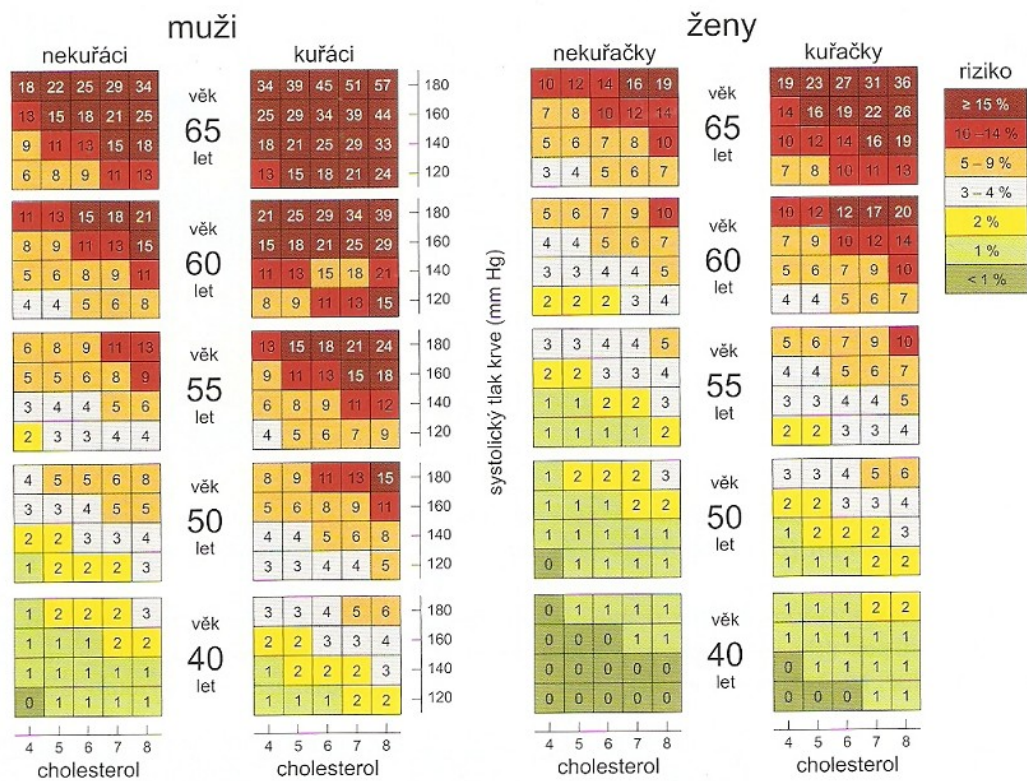 muži
nekuřáci
kuřáci
18 22 25 29 34
13 15 18 21 25
9 11 13 15 18
6 8 9 11 13
věk
65
let
34 39 45 51 57
25 29 34 39 44
18 21 25 29 33
13 15 18 21 24
180
160
140
120
11 13 15 18 21
8 9 11 13 15
5 6 8 9 11
4 4 5 6 8
věk
60
let
21 25 29 34 39
15 18 21 25 29
11 13 15 18 21
8 9 11 13 15
180
160
140
120
6 8 9 11 13
5 5 6 8 9
3 4 4 5 6
2 3 3 4 4
věk
55
let
13 15 18 21 24
9 11 13 15 18
6 8 9 11 12
4 5 6 7 9
180
160
140
120
4 5 5 6 8
3 3 4 5 5
2 2 3 3 4
1 2 2 2 3
věk
50
let
8 9 11 13 15
5 6 8 9 11
4 4 5 6 8
3 3 4 4 5
180
160
140
120
1 2 2 2 3
1 1 1 2 2
1 1 1 1 1
0 1 1 1 1
věk
40
let
3 3 4 5 6
2 2 3 3 4
1 2 2 2 3
1 1 1 2 2
180
160
140
120
4 5 6 7 8
cholesterol
4 5 6 7 8
cholesterol
systolický tlak krve (mm Hg)
ženy
nekuřačky
kuřačky
10 12 14 16 19
7 8 10 12 14
5 6 7 8 10
3 4 5 6 7
věk
65
let
19 23 27 31 36
14 16 19 22 26
10 12 14 16 19
7 8 10 11 13
5 6 7 9 10
4 4 5 6 7
3 3 3 4 5
2 2 2 3 4
věk
60
let
10 12 12 17 20
7 9 10 12 14
5 6 7 9 10
4 4 5 6 7
3 3 4 4 5
2 2 3 3 4
1 1 2 2 3
1 1 1 1 2
věk
55
let
5 6 7 9 10
4 4 5 6 7
3 3 4 4 5
2 2 3 3 4
1 2 2 2 3
1 1 1 2 2
1 1 1 1 1
0 1 1 1 1
věk
50
let
3 3 4 5 6
2 2 3 3 4
1 2 2 2 3
1 1 1 2 2
0 1 1 1 1
0 0 0 1 1
0 0 0 0 0
0 0 0 0 0
věk
40
let
1 1 1 2 2
1 1 1 1 1
0 1 1 1 1
0 0 0 1 1
4 5 6 7 8
cholesterol
4 5 6 7 8
cholesterol
riziko
≥ 15 %
10 –14 %
5 – 9 %
3 – 4 %
2 %
1 %
< 1 %